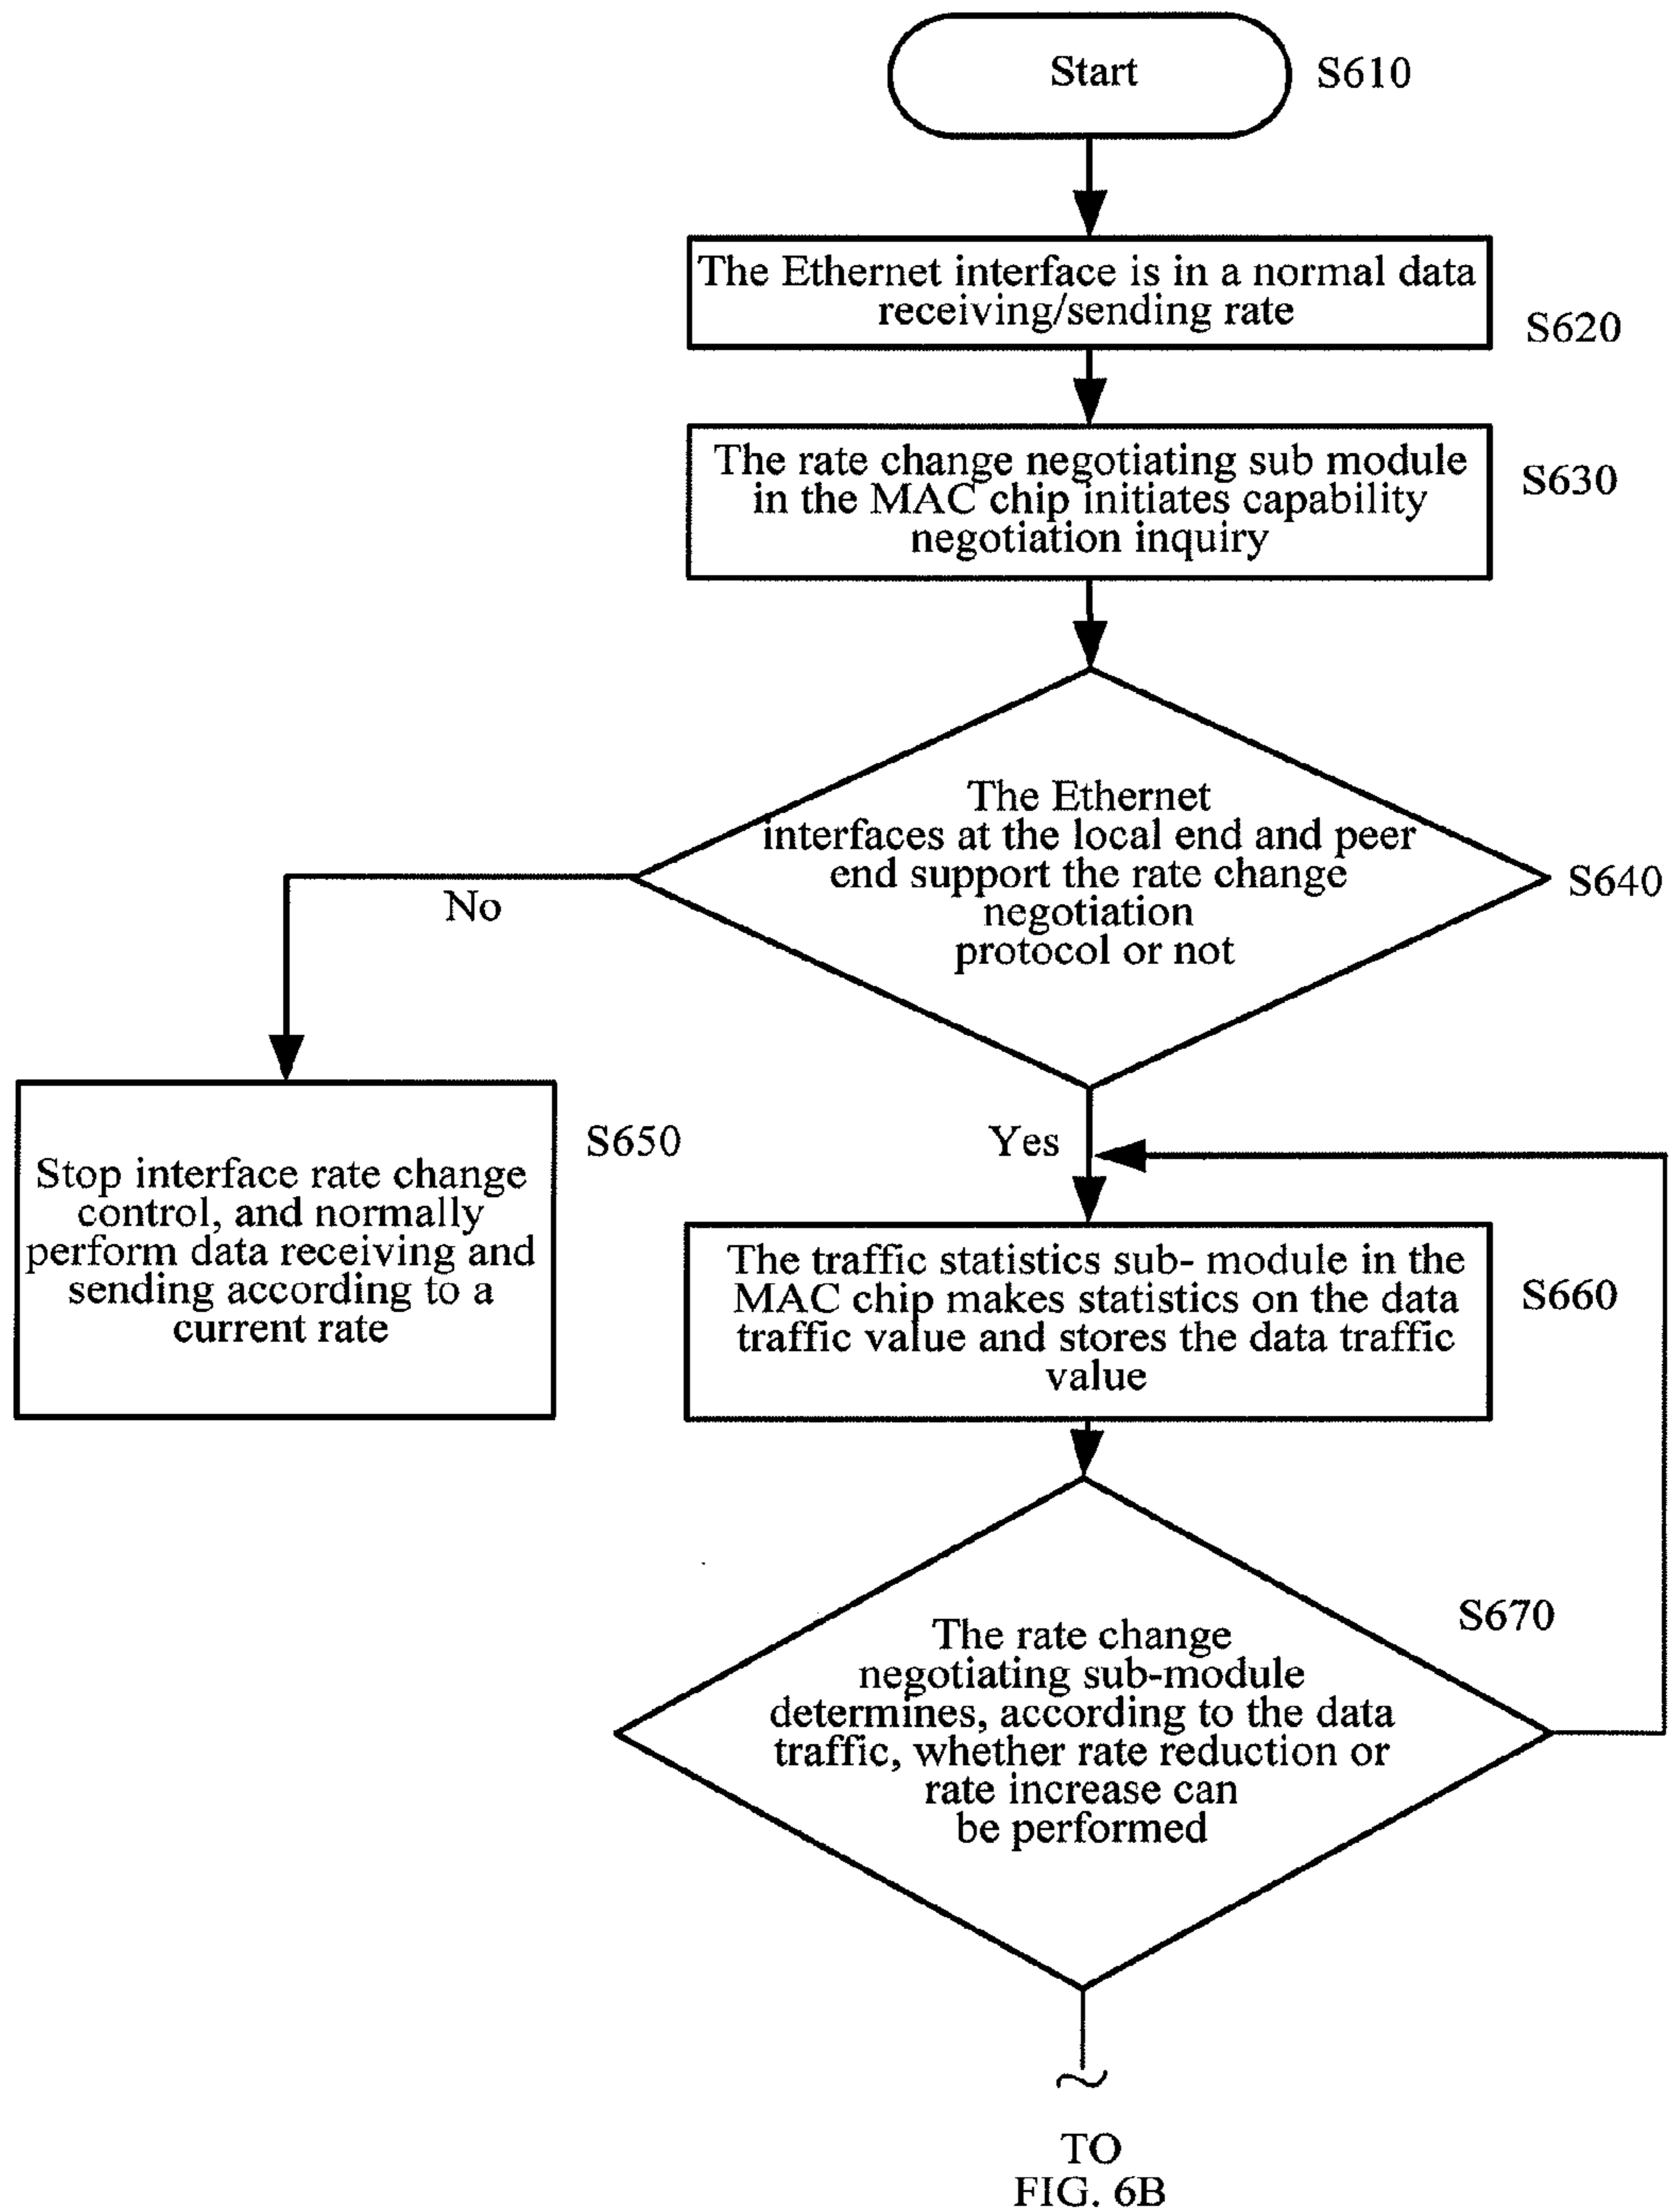 Start
S610
The Ethernet interface is in a normal data
receiving/sending rate
S620
The rate change negotiating sub module
in the MAC chip initiates capability
negotiation inquiry
S630
The Ethernet
interfaces at the local end and peer
end support the rate change
negotiation
protocol or not
S640
No
Stop interface rate change
control, and normally
perform data receiving and
sending according to a
current rate
S650
Yes
The traffic statistics sub- module in the
MAC chip makes statistics on the data
traffic value and stores the data traffic
value
S660
The rate change
negotiating sub-module
determines, according to the data
traffic, whether rate reduction or
rate increase can
be performed
S670
TO
FIG. 6B